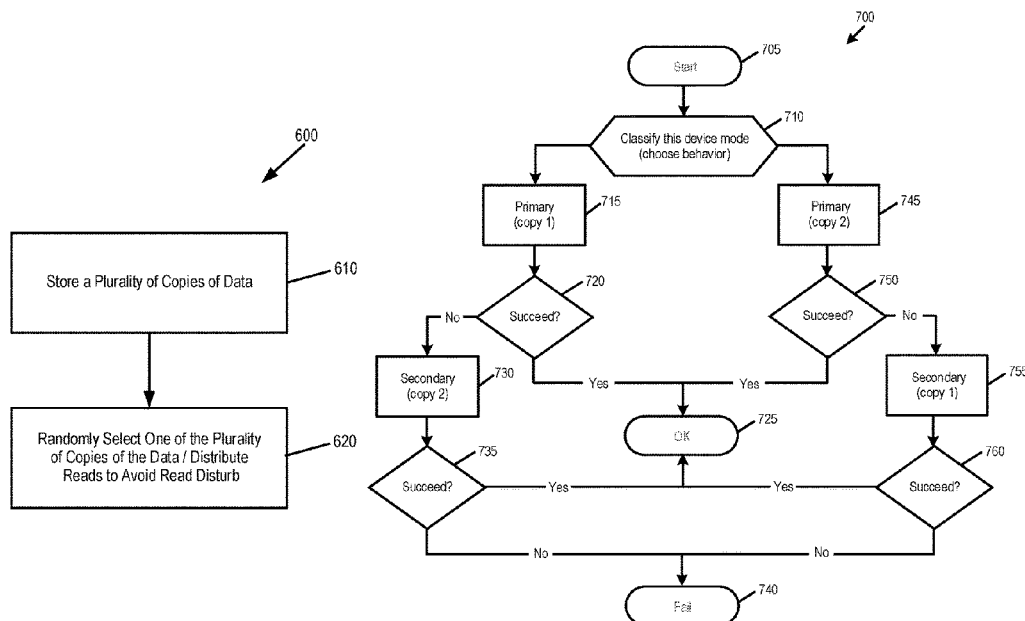 600
Store a Plurality of Copies of Data
610
Randomly Select One of the Plurality
of Copies of the Data / Distribute
Reads to Avoid Read Disturb
620
700
Start
705
Classify this device mode
(choose behavior)
710
Primary
(copy 1)
715
Primary
(copy 2)
745
Succeed?
720
Succeed?
750
No
No
Secondary
(copy 2)
730
Yes
Yes
Secondary
(copy 1)
755
OK
725
Succeed?
735
Succeed?
760
Yes
Yes
No
No
Fail
740